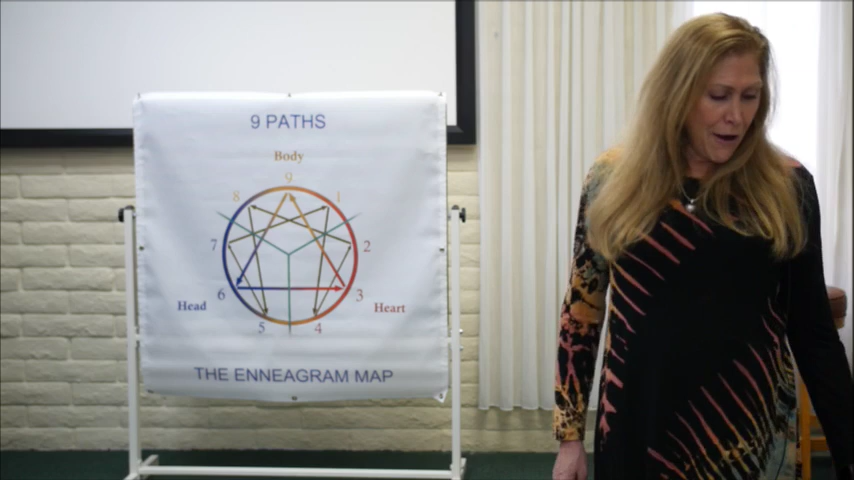 9 PATHS
Body
9
8 1
7 2
6 3
Head Heart
5 4
THE ENNEAGRAM MAP